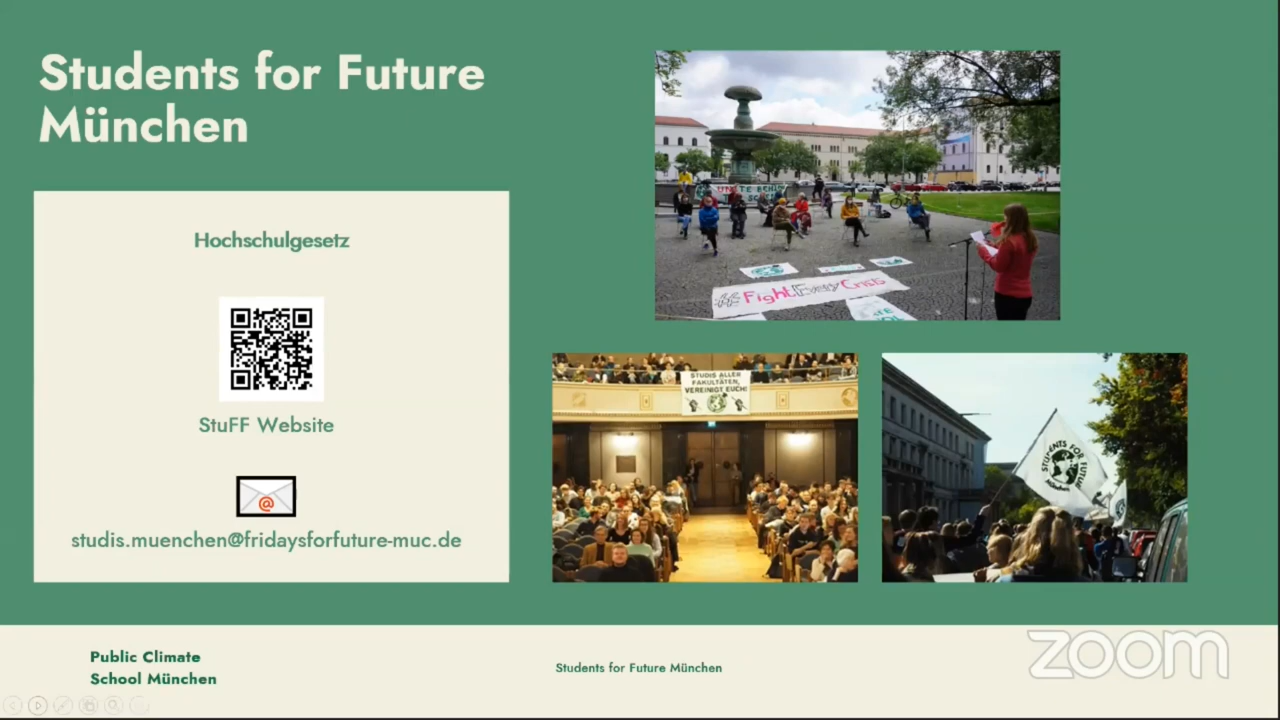 Students for Future
München
Hochschulgesetz
StuFF Website
@
studis.muenchen@fridaysforfuture-muc.de
#FightEveryCrisis
STUDIS ALLER
FAKULTÄTEN,
VEREINIGT EUCH!
STUDENTS FOR FUTURE
München
Public Climate
School München
Students for Future München
zoom